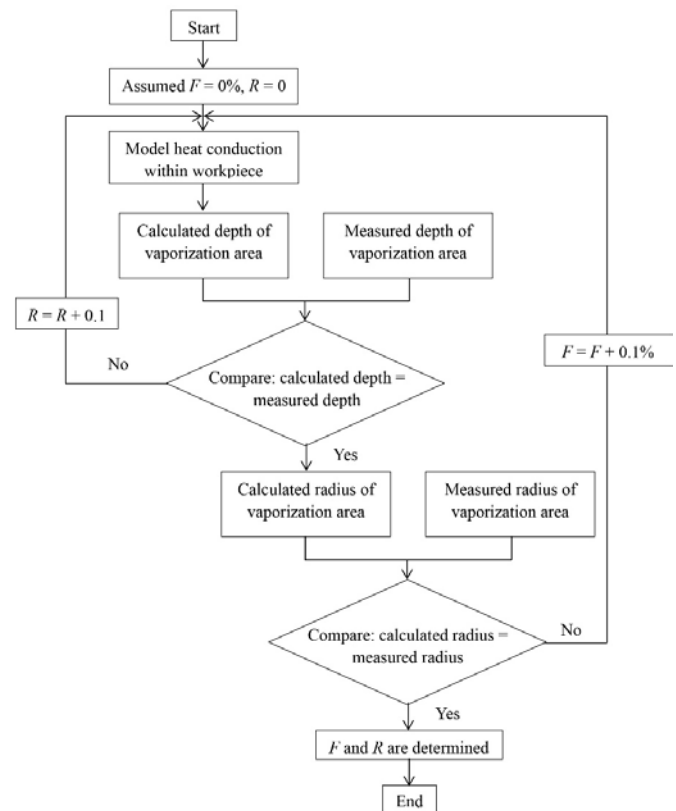 Start
Assumed F = 0%, R = 0
Model heat conduction
within workpiece
Calculated depth of
vaporization area
Measured depth of
vaporization area
R = R + 0.1
F = F + 0.1%
No
Compare: calculated depth =
measured depth
Yes
Calculated radius of
vaporization area
Measured radius of
vaporization area
Compare: calculated radius =
measured radius
No
Yes
F and R are determined
End